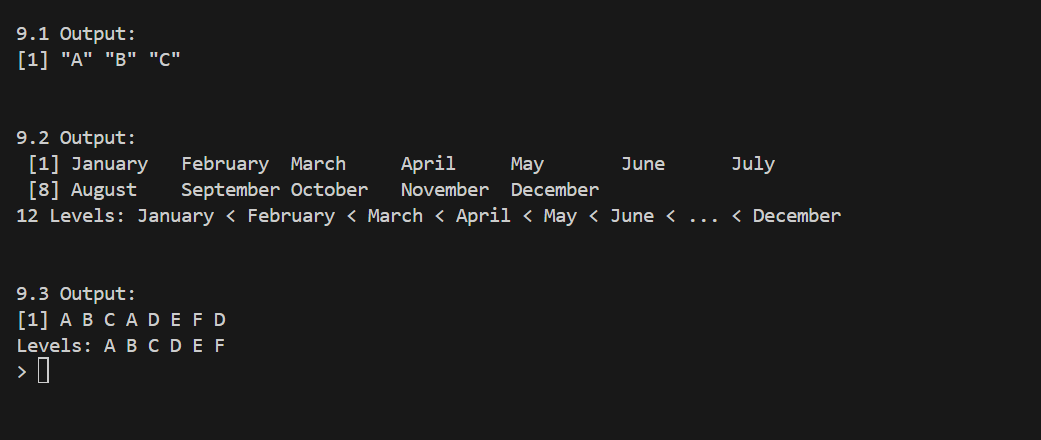 9.1 Output:
[1] "A" "B" "C"
9.2 Output:
 [1] January   February  March     April     May       June      July
 [8] August    September October   November  December
12 Levels: January < February < March < April < May < June < ... < December
9.3 Output:
[1] A B C A D E F D
Levels: A B C D E F
>